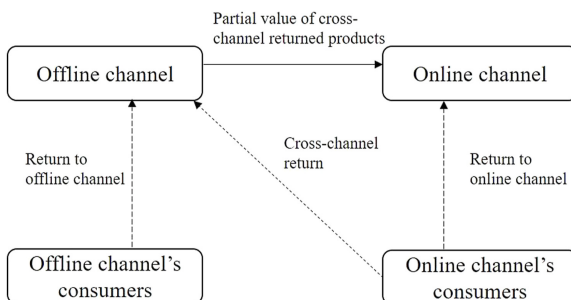 Partial value of cross-
channel returned products
Offline channel
Online channel
Return to
offline channel
Cross-channel
return
Return to
online channel
Offline channel's
consumers
Online channel's
consumers